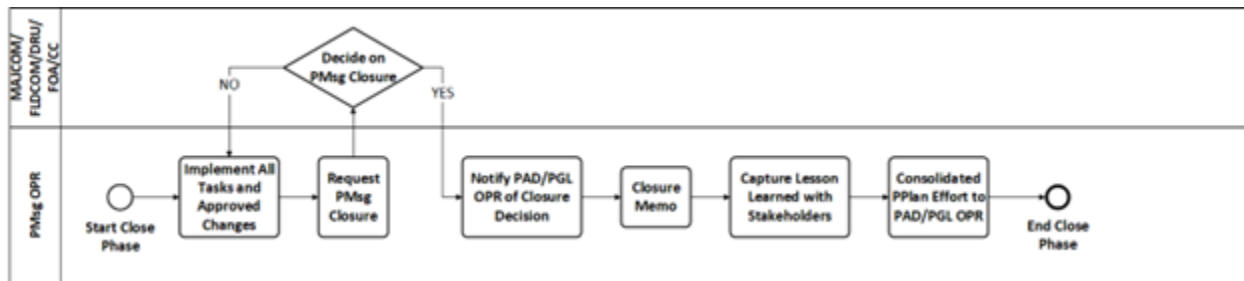 MAJCOM/
FLDCOM/DRU/
FOA/CC
Decide on
PMsg Closure
NO
YES
PMsg OPR
Start Close
Phase
Implement All
Tasks and
Approved
Changes
Request
PMsg
Closure
Notify PAD/PGL
OPR of Closure
Decision
Closure
Memo
Capture Lesson
Learned with
Stakeholders
Consolidated
PPlan Effort to
PAD/PGL OPR
End Close
Phase